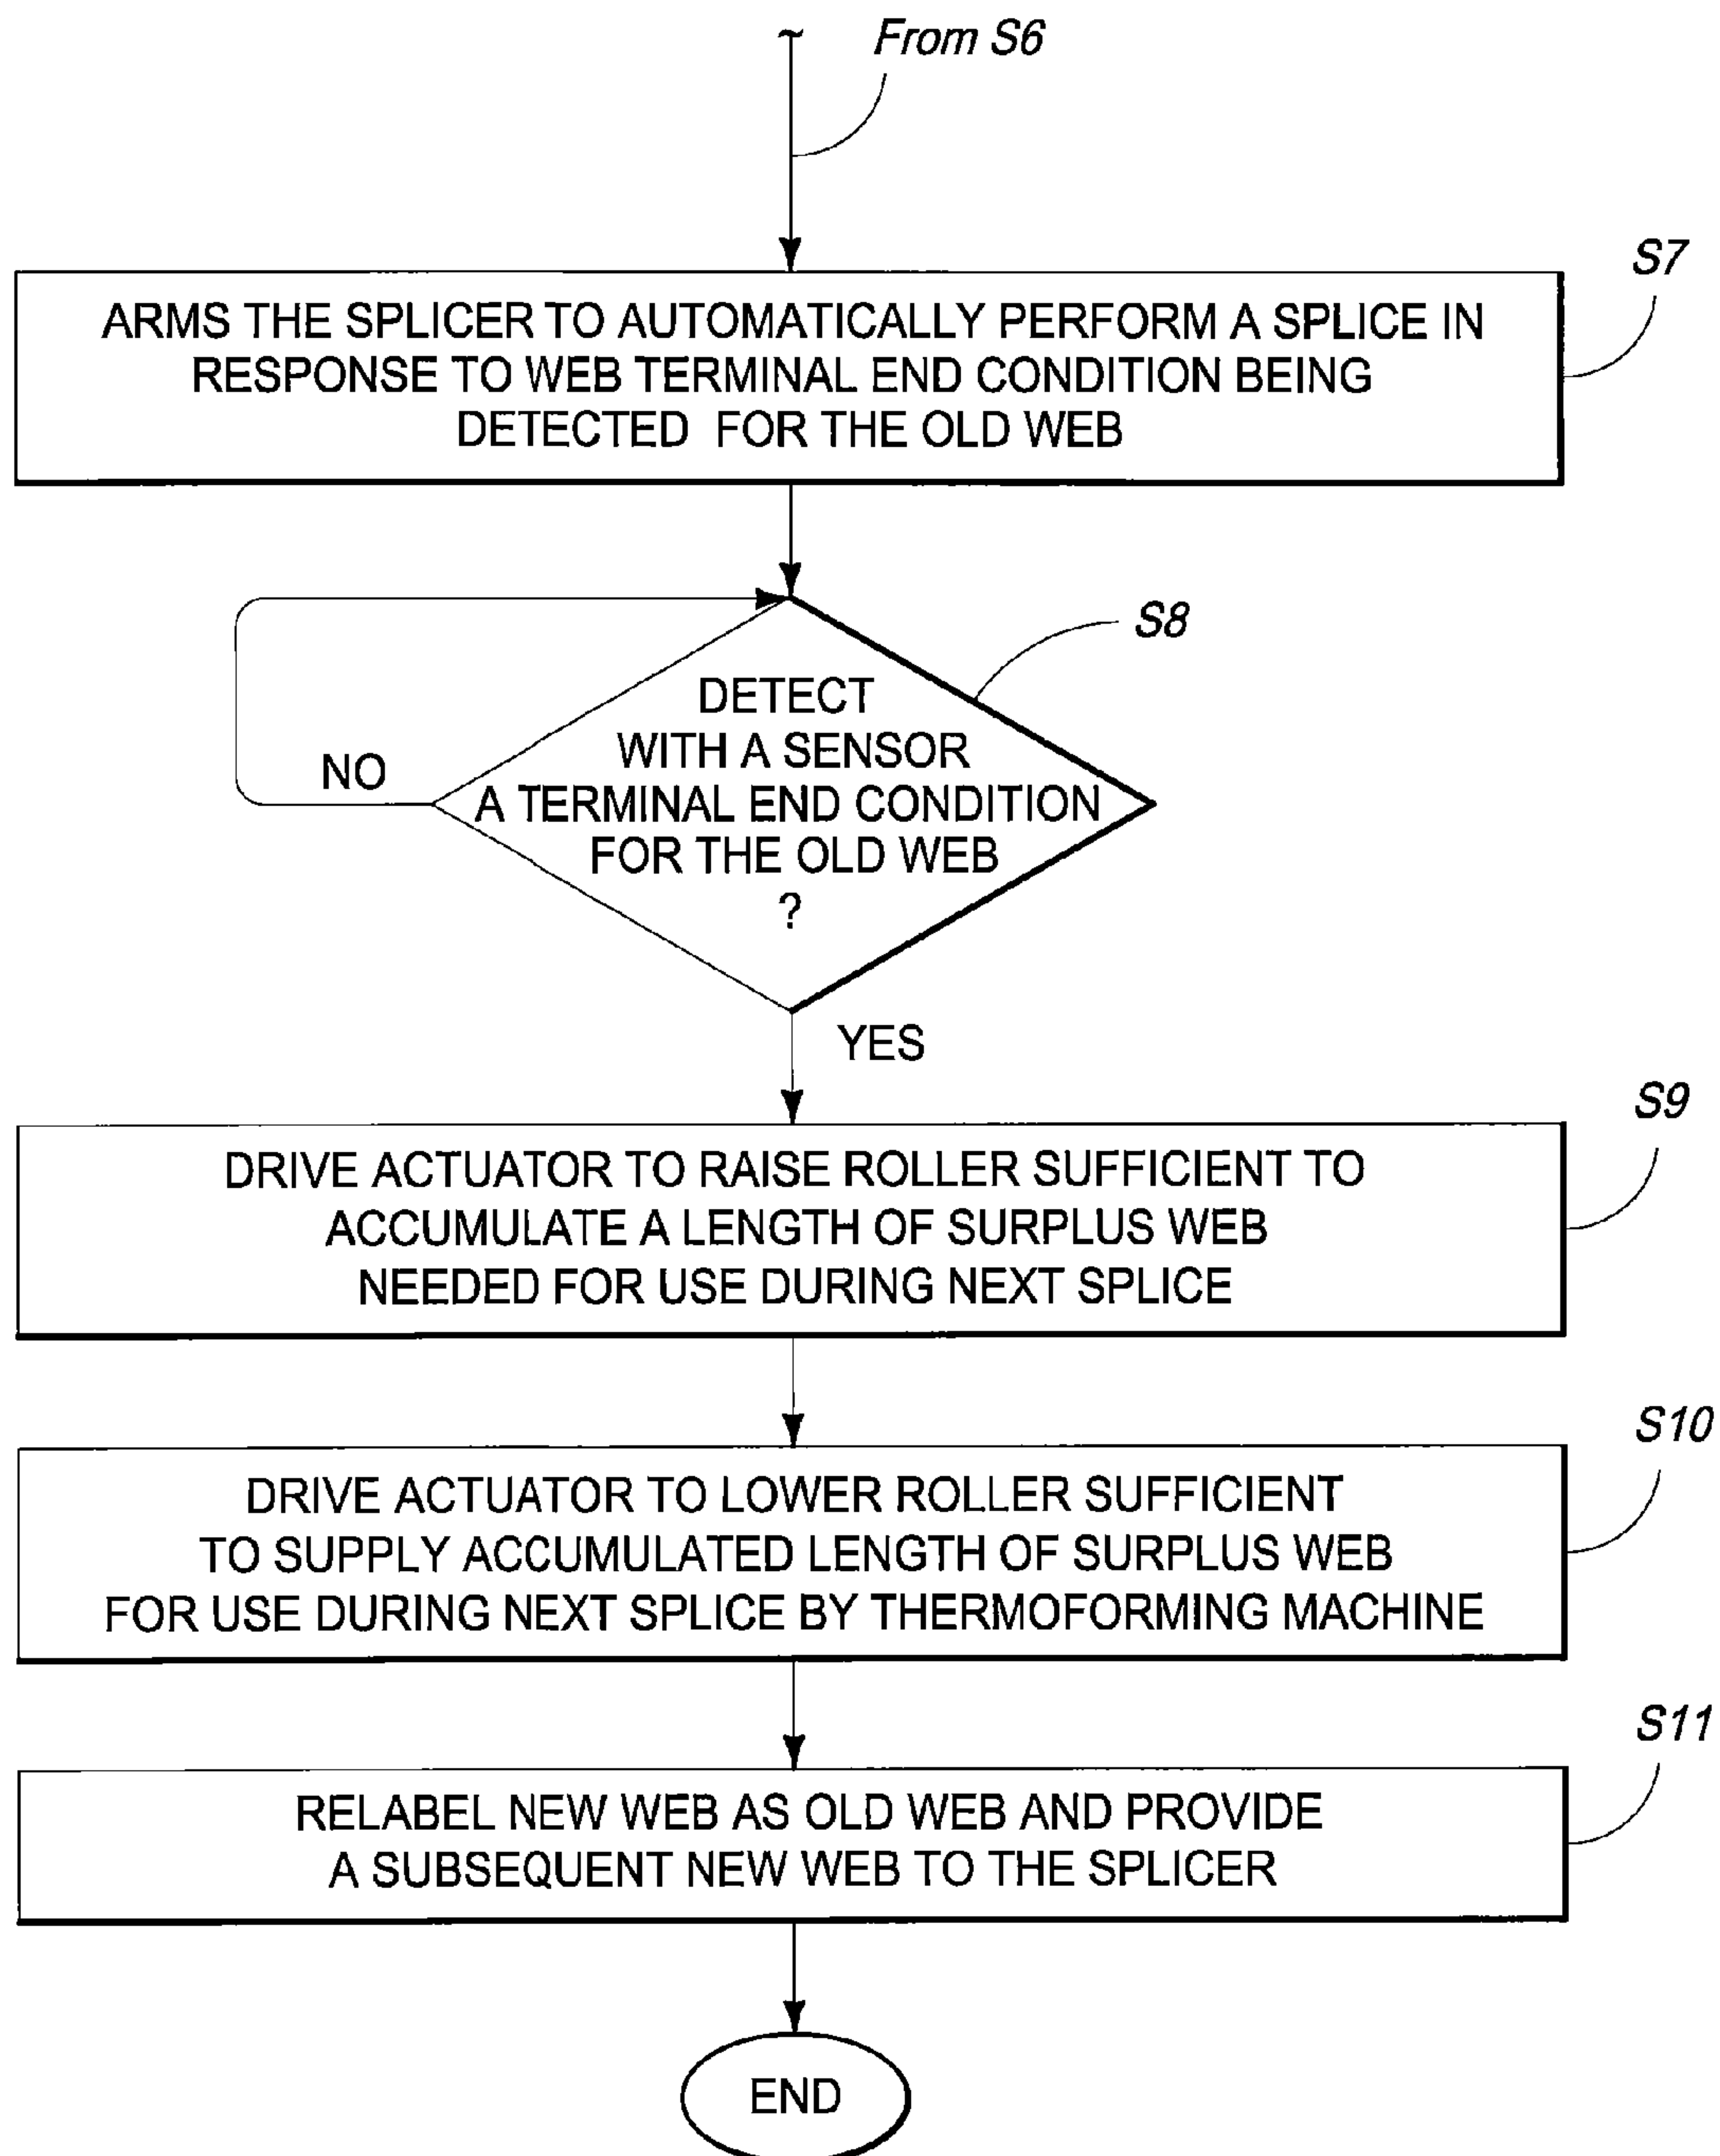 From S6
S7
ARMS THE SPLICER TO AUTOMATICALLY PERFORM A SPLICE IN
RESPONSE TO WEB TERMINAL END CONDITION BEING
DETECTED FOR THE OLD WEB
S8
DETECT
WITH A SENSOR
A TERMINAL END CONDITION
FOR THE OLD WEB
?
NO
YES
S9
DRIVE ACTUATOR TO RAISE ROLLER SUFFICIENT TO
ACCUMULATE A LENGTH OF SURPLUS WEB
NEEDED FOR USE DURING NEXT SPLICE
S10
DRIVE ACTUATOR TO LOWER ROLLER SUFFICIENT
TO SUPPLY ACCUMULATED LENGTH OF SURPLUS WEB
FOR USE DURING NEXT SPLICE BY THERMOFORMING MACHINE
S11
RELABEL NEW WEB AS OLD WEB AND PROVIDE
A SUBSEQUENT NEW WEB TO THE SPLICER
END